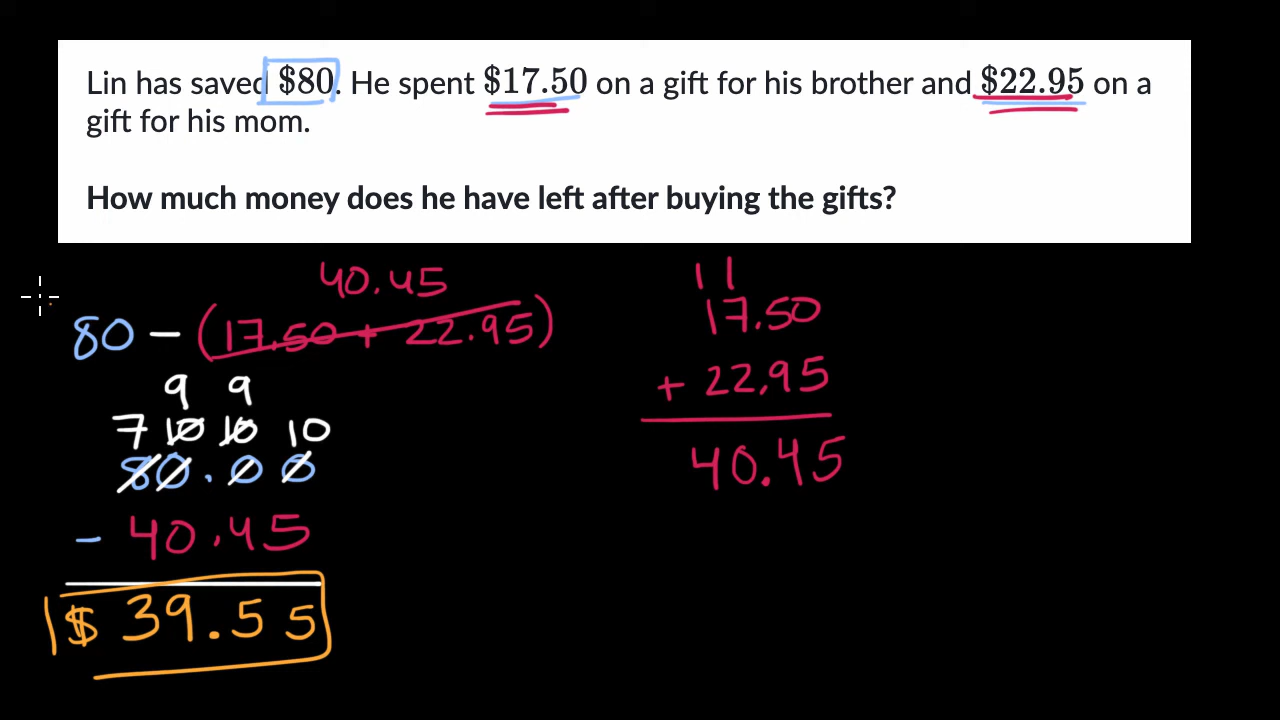 Lin has saved $80. He spent $17.50 on a gift for his brother and $22.95 on a
gift for his mom.
How much money does he have left after buying the gifts?
40.45
80 - (17.50 + 22.95)
9 9
7 10 10 10
80.00
- 40.45
$ 39.55
1 1
17.50
+ 22.95
40.45